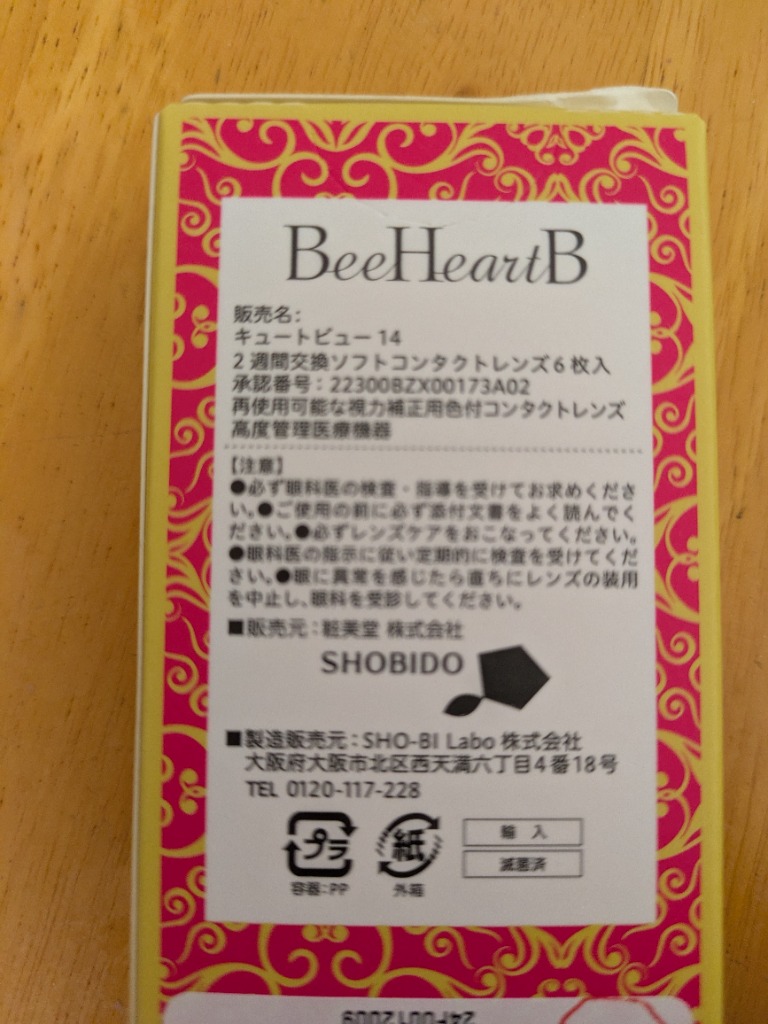 BeeHeartB
販売名:
キュートビュー14
2週間交換ソフトコンタクトレンズ6枚入
承認番号:22300BZX00173A02
再使用可能な視力補正用色付コンタクトレンズ
高度管理医療機器
【注意】
●必ず眼科医の検査・指導を受けてお求めくださ
い。●ご使用の前に必ず添付文書をよく読んでく
ださい。●必ずレンズケアをおこなってください。
●眼科医の指示に従い定期的に検査を受けてくだ
さい。●眼に異常を感じたら直ちにレンズの装用
を中止し、眼科を受診してください。
■販売元:粧美堂 株式会社
SHOBIDO
■製造販売元:SHO-BI Labo 株式会社
大阪府大阪市北区西天満六丁目4番18号
TEL 0120-117-228
プラ 紙 輸入
滅菌済
容器:PP 外箱
24F0012009